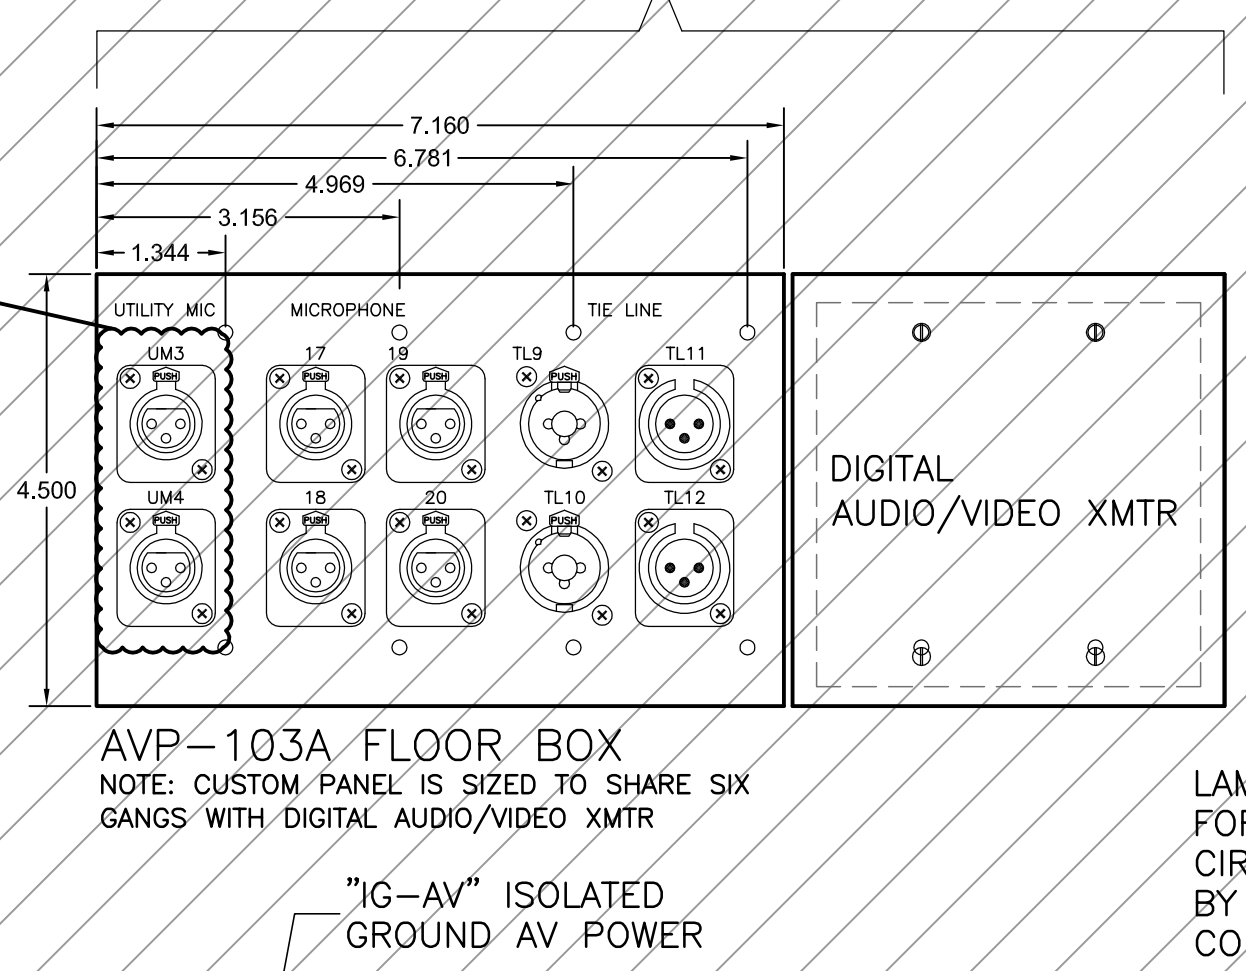 7.160
6.781
4.969
3.156
1.344
4.500
UTILITY MIC MICROPHONE TIE LINE
UM3 17 19 TL9 TL11
PUSH PUSH PUSH PUSH
UM4 18 20 TL10 TL12
PUSH PUSH PUSH PUSH
DIGITAL
AUDIO/VIDEO XMTR
AVP-103A FLOOR BOX
NOTE: CUSTOM PANEL IS SIZED TO SHARE SIX
GANGS WITH DIGITAL AUDIO/VIDEO XMTR
"IG-AV" ISOLATED
GROUND AV POWER
BY